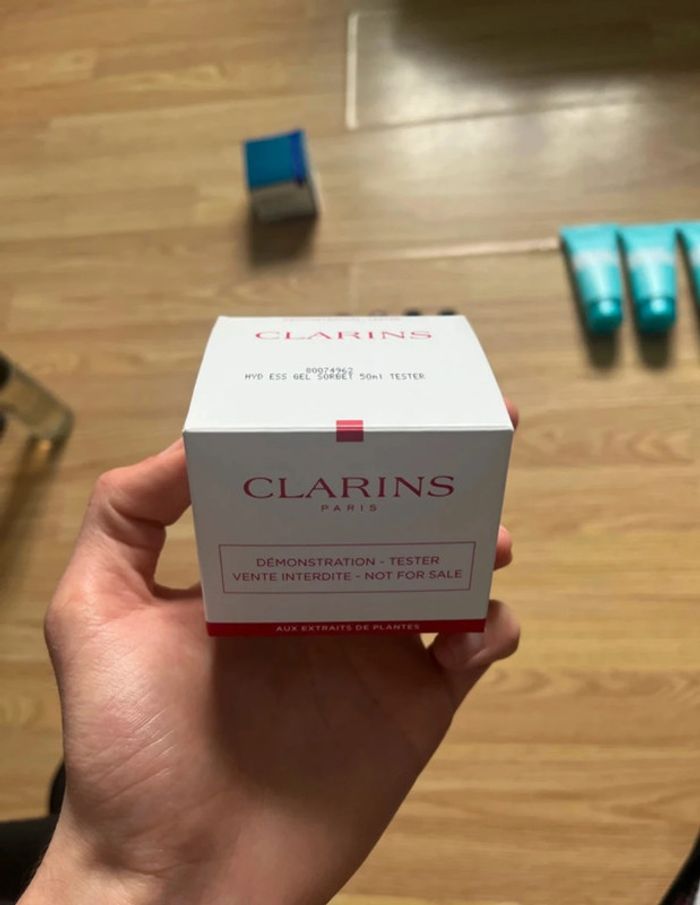 CLARINS
80074962
HYD ESS GEL SORBET 50ml TESTER
CLARINS
PARIS
DÉMONSTRATION - TESTER
VENTE INTERDITE - NOT FOR SALE
AUX EXTRAITS DE PLANTES